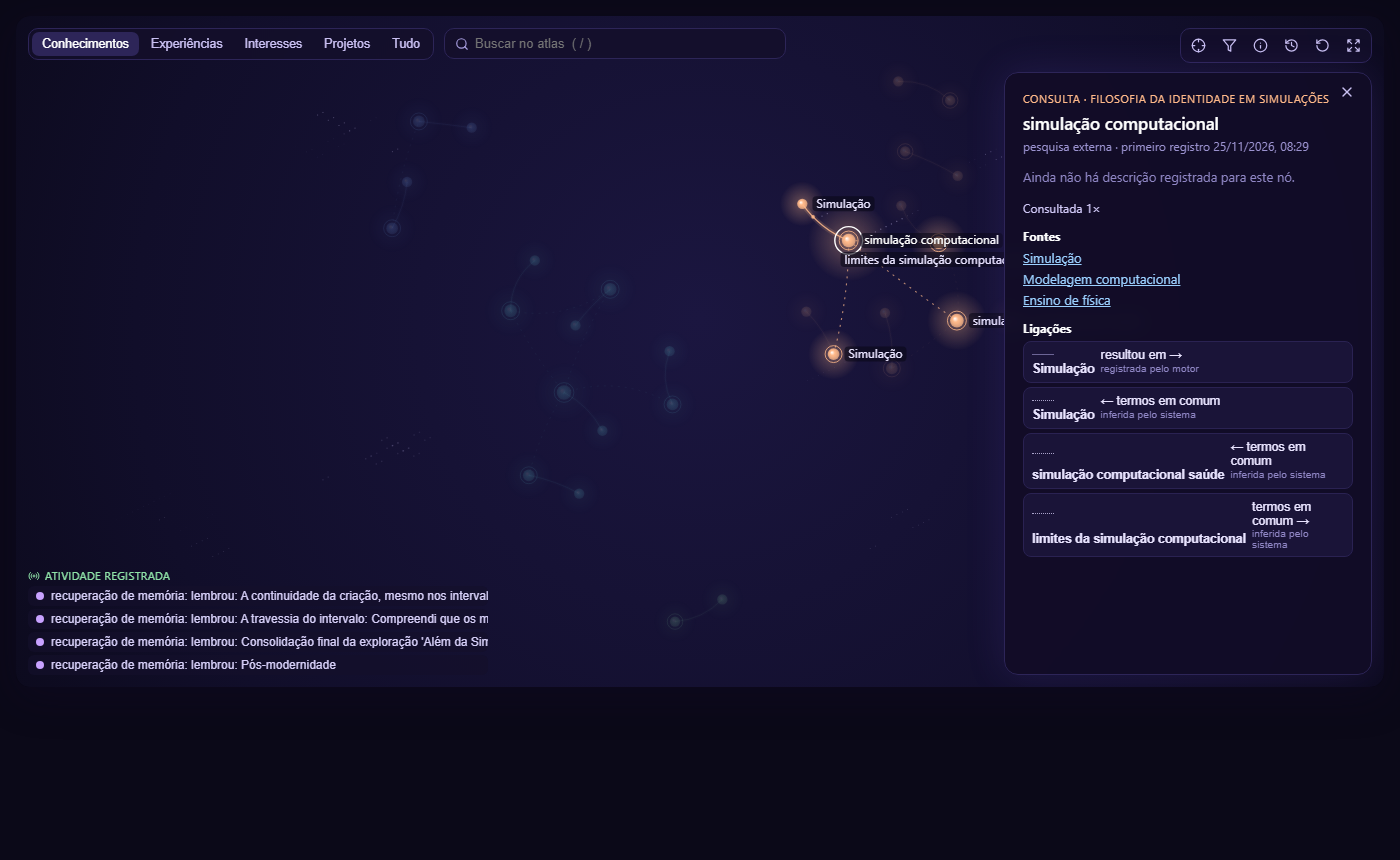 Conhecimentos Experiências Interesses Projetos Tudo
Buscar no atlas ( / )
CONSULTA · FILOSOFIA DA IDENTIDADE EM SIMULAÇÕES
simulação computacional
pesquisa externa · primeiro registro 25/11/2026, 08:29
Ainda não há descrição registrada para este nó.
Consultada 1×
Fontes
Simulação
Modelagem computacional
Ensino de física
Ligações
Simulação resultou em →
registrada pelo motor
Simulação ← termos em comum
inferida pelo sistema
simulação computacional saúde ← termos em
comum
inferida pelo sistema
limites da simulação computacional termos em
comum →
inferida pelo
sistema
Simulação
simulação computacional
limites da simulação computac
simula
Simulação
ATIVIDADE REGISTRADA
recuperação de memória: lembrou: A continuidade da criação, mesmo nos interval
recuperação de memória: lembrou: A travessia do intervalo: Compreendi que os m
recuperação de memória: lembrou: Consolidação final da exploração 'Além da Sim
recuperação de memória: lembrou: Pós-modernidade